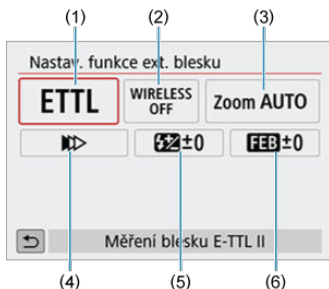 (1) (2) (3)
Nastav. funkce ext. blesku
ETTL WIRELESS OFF Zoom AUTO
±0 FEB ±0
Měření blesku E-TTL II
(4) (5) (6)